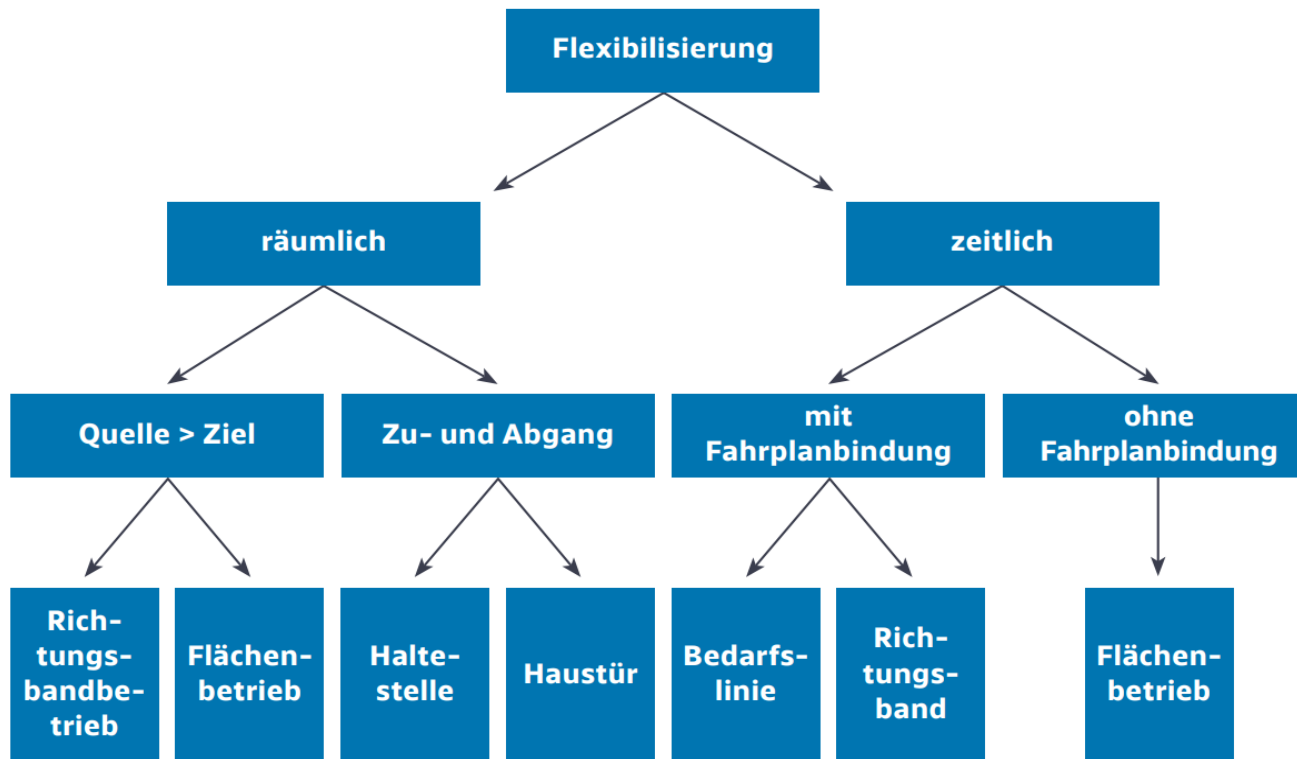 Flexibilisierung
räumlich
zeitlich
Quelle > Ziel
Zu- und Abgang
mit
Fahrplanbindung
ohne
Fahrplanbindung
Rich-
tungs-
bandbe-
trieb
Flächen-
betrieb
Halte-
stelle
Haustür
Bedarfs-
linie
Rich-
tungs-
band
Flächen-
betrieb